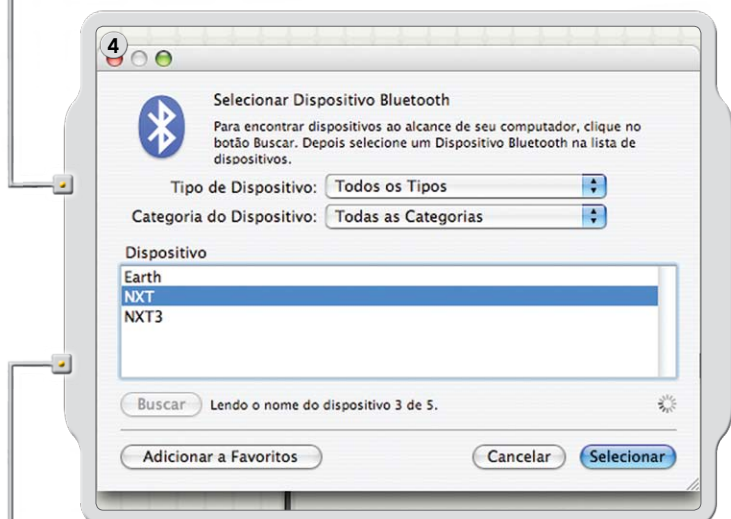 4
Selecionar Dispositivo Bluetooth
Para encontrar dispositivos ao alcance de seu computador, clique no
botão Buscar. Depois selecione um Dispositivo Bluetooth na lista de
dispositivos.
Tipo de Dispositivo: Todos os Tipos
Categoria do Dispositivo: Todas as Categorias
Dispositivo
Earth
NXT
NXT3
Buscar Lendo o nome do dispositivo 3 de 5.
Adicionar a Favoritos Cancelar Selecionar